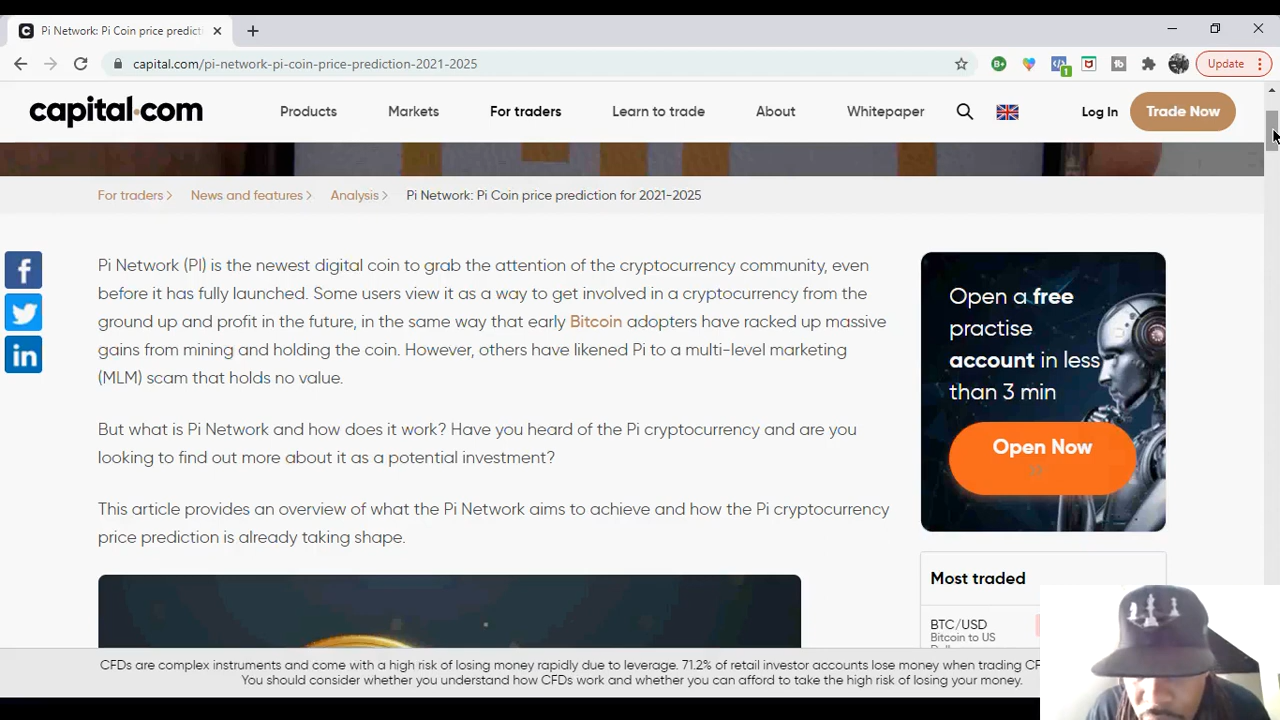 Pi Network: Pi Coin price predict
capital.com/pi-network-pi-coin-price-prediction-2021-2025
1
Update
capital.com
Products
Markets
For traders
Learn to trade
About
Whitepaper
Log In
Trade Now
For traders > News and features > Analysis > Pi Network: Pi Coin price prediction for 2021-2025
Pi Network (PI) is the newest digital coin to grab the attention of the cryptocurrency community, even
before it has fully launched. Some users view it as a way to get involved in a cryptocurrency from the
ground up and profit in the future, in the same way that early Bitcoin adopters have racked up massive
gains from mining and holding the coin. However, others have likened Pi to a multi-level marketing
(MLM) scam that holds no value.
But what is Pi Network and how does it work? Have you heard of the Pi cryptocurrency and are you
looking to find out more about it as a potential investment?
This article provides an overview of what the Pi Network aims to achieve and how the Pi cryptocurrency
price prediction is already taking shape.
Open a free
practise
account in less
than 3 min
Open Now
Most traded
BTC/USD
Bitcoin to US
CFDs are complex instruments and come with a high risk of losing money rapidly due to leverage. 71.2% of retail investor accounts lose money when trading CF
You should consider whether you understand how CFDs work and whether you can afford to take the high risk of losing your money.